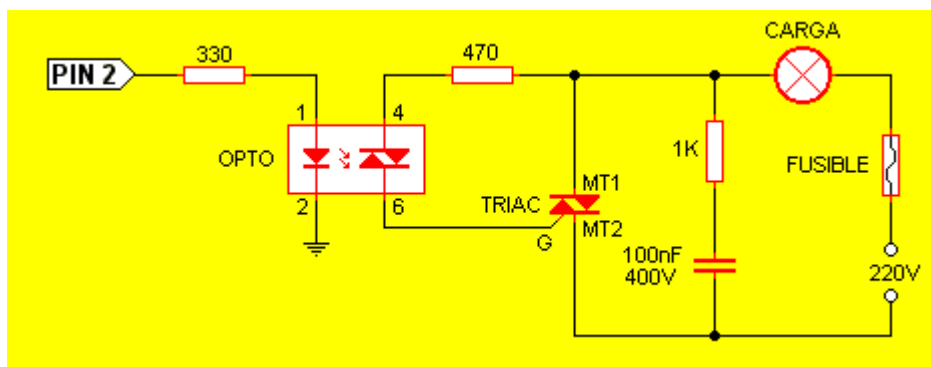 PIN 2
330
470
CARGA
1
4
OPTO
2
6
TRIAC
MT1
MT2
G
1K
100nF
400V
FUSIBLE
220V